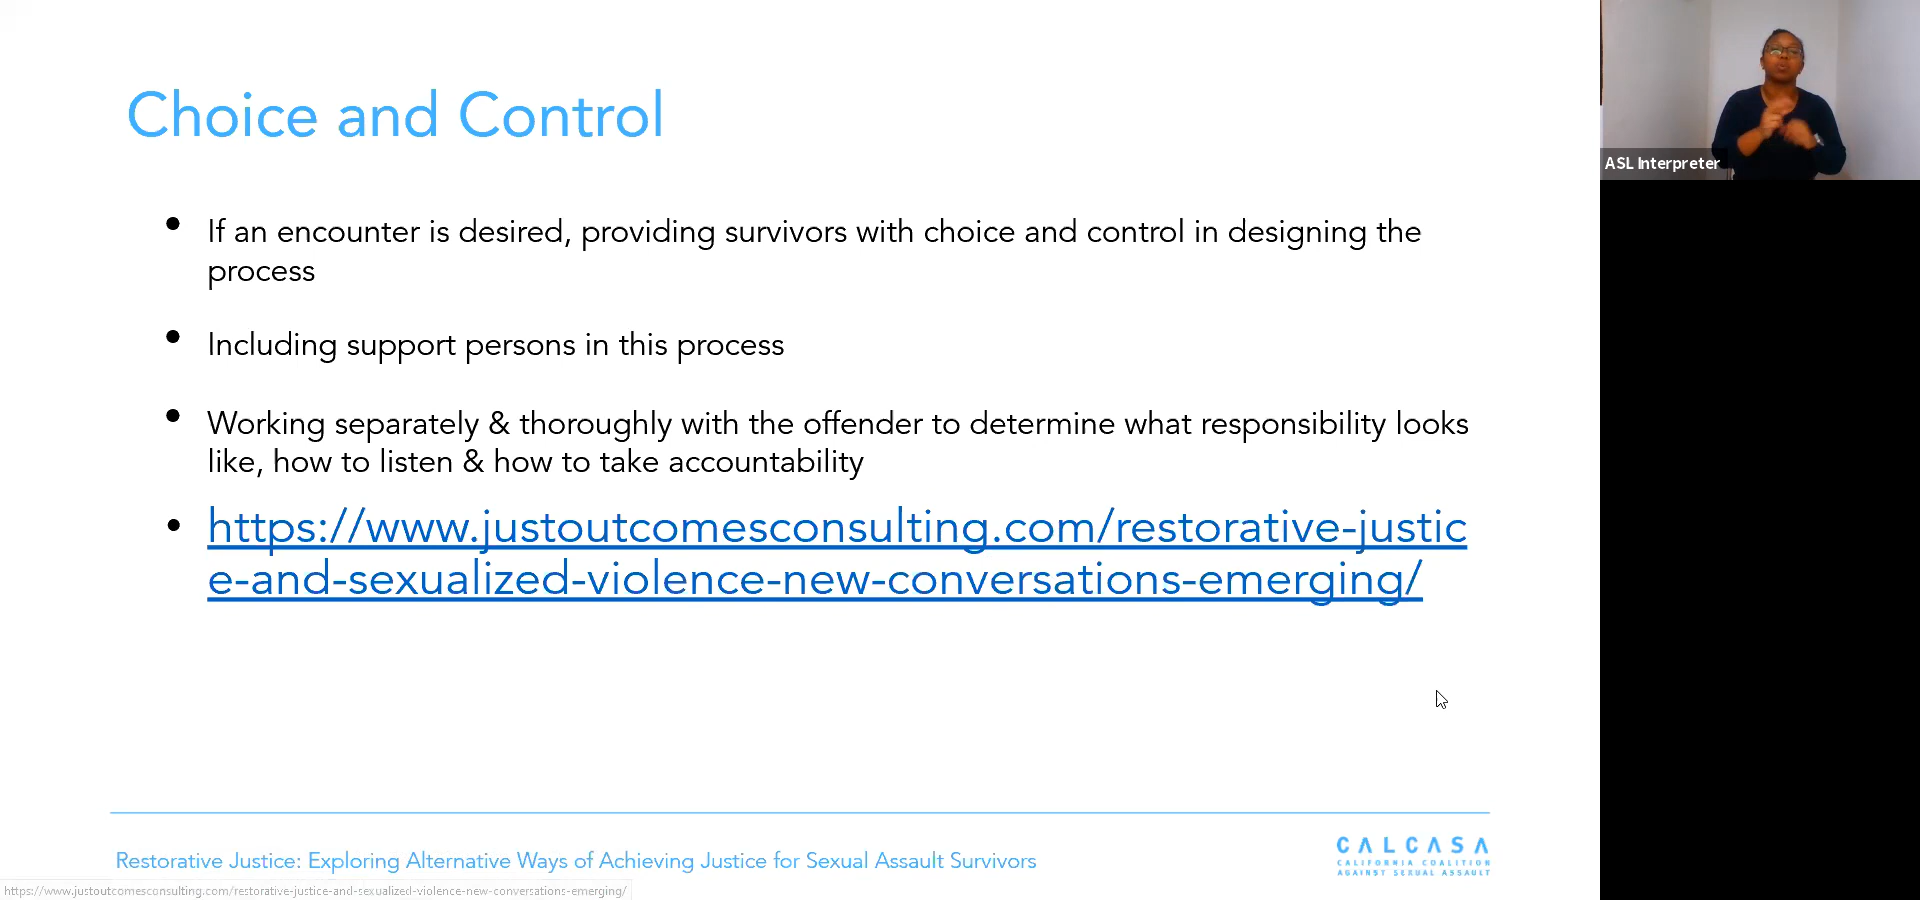 Choice and Control
• If an encounter is desired, providing survivors with choice and control in designing the
process
• Including support persons in this process
• Working separately & thoroughly with the offender to determine what responsibility looks
like, how to listen & how to take accountability
• https://www.justoutcomesconsulting.com/restorative-justic
e-and-sexualized-violence-new-conversations-emerging/
Restorative Justice: Exploring Alternative Ways of Achieving Justice for Sexual Assault Survivors
CALCASA
CALIFORNIA COALITION
AGAINST SEXUAL ASSAULT
https://www.justoutcomesconsulting.com/restorative-justice-and-sexualized-violence-new-conversations-emerging/
ASL Interpreter